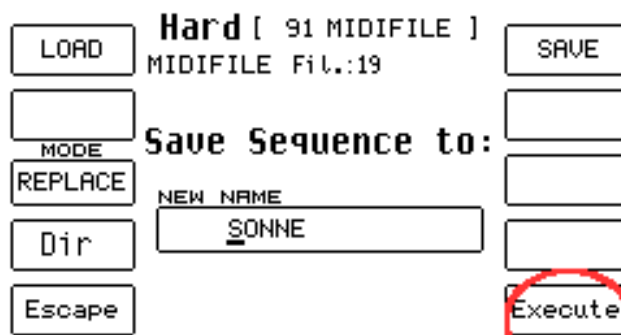 Hard [ 91 MIDIFILE ]
LOAD
SAVE
MIDIFILE Fil.:19
Save Sequence to:
MODE
REPLACE
NEW NAME
SONNE
Dir
Escape
Execute